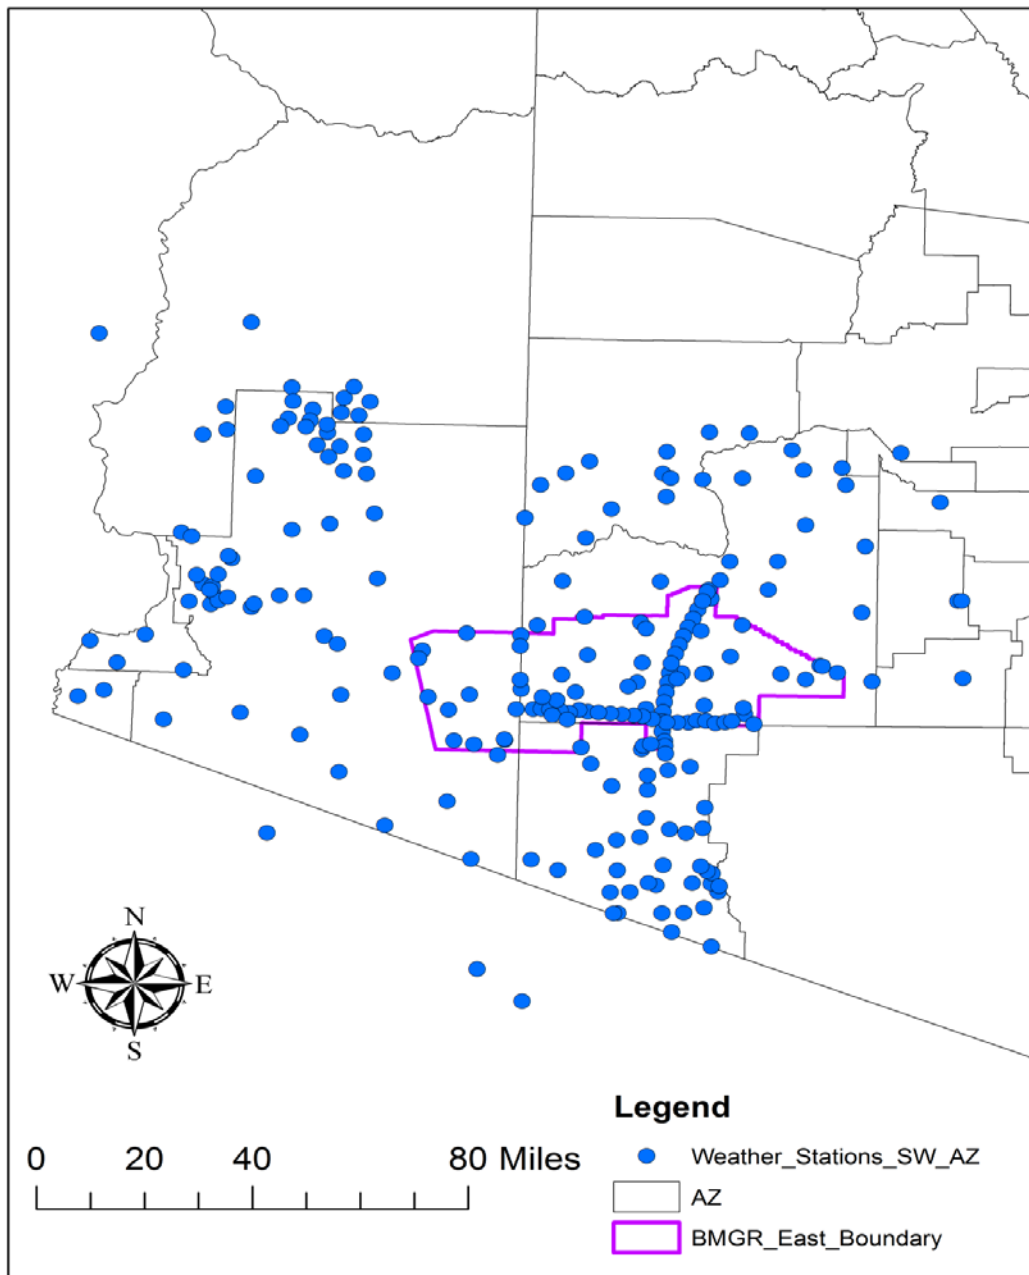 N
W E
S
Legend
0 20 40 80 Miles
Weather_Stations_SW_AZ
AZ
BMGR_East_Boundary